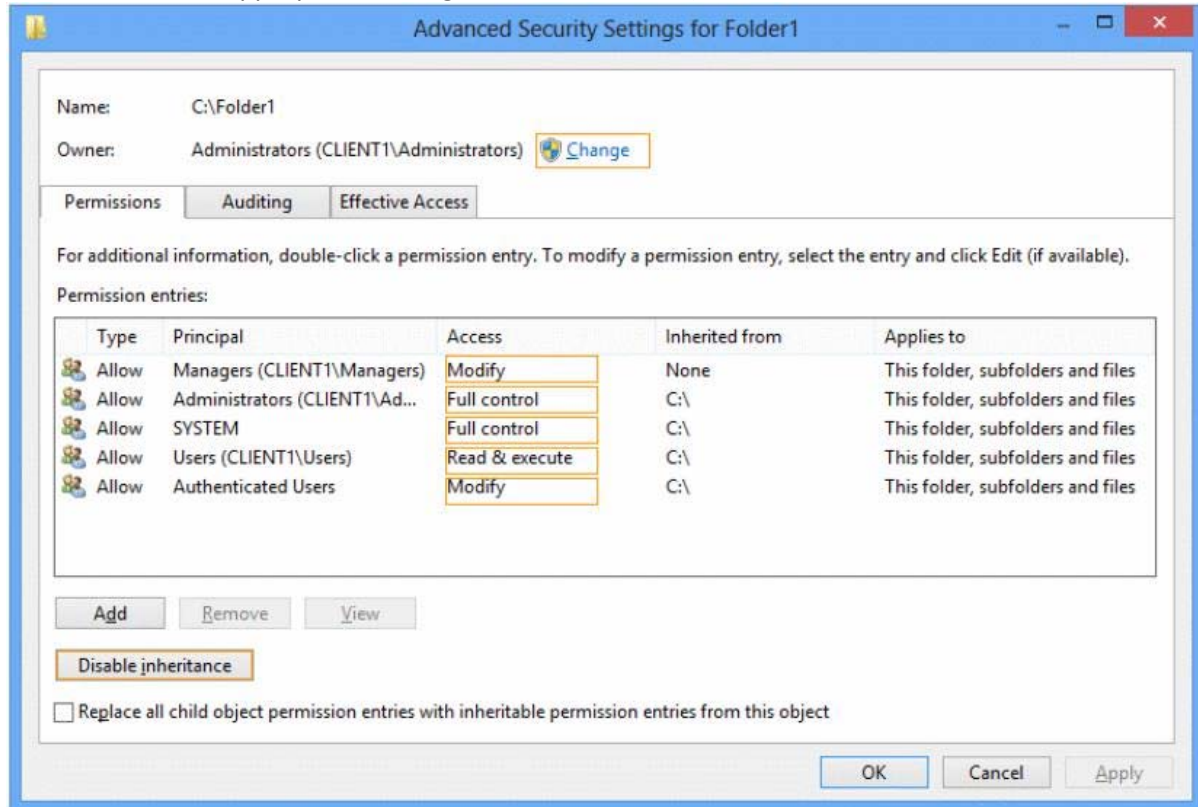 Advanced Security Settings for Folder1
Name: C:\Folder1
Owner: Administrators (CLIENT1\Administrators) Change
Permissions Auditing Effective Access
For additional information, double-click a permission entry. To modify a permission entry, select the entry and click Edit (if available).
Permission entries:
Type Principal Access Inherited from Applies to
Allow Managers (CLIENT1\Managers) Modify None This folder, subfolders and files
Allow Administrators (CLIENT1\Ad... Full control C:\ This folder, subfolders and files
Allow SYSTEM Full control C:\ This folder, subfolders and files
Allow Users (CLIENT1\Users) Read & execute C:\ This folder, subfolders and files
Allow Authenticated Users Modify C:\ This folder, subfolders and files
Add Remove View
Disable inheritance
Replace all child object permission entries with inheritable permission entries from this object
OK Cancel Apply